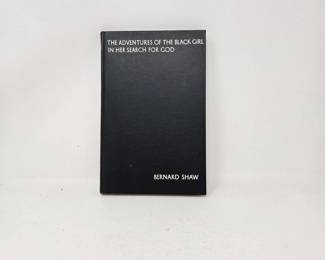 THE ADVENTURES OF THE BLACK GIRL
IN HER SEARCH FOR GOD
BERNARD SHAW